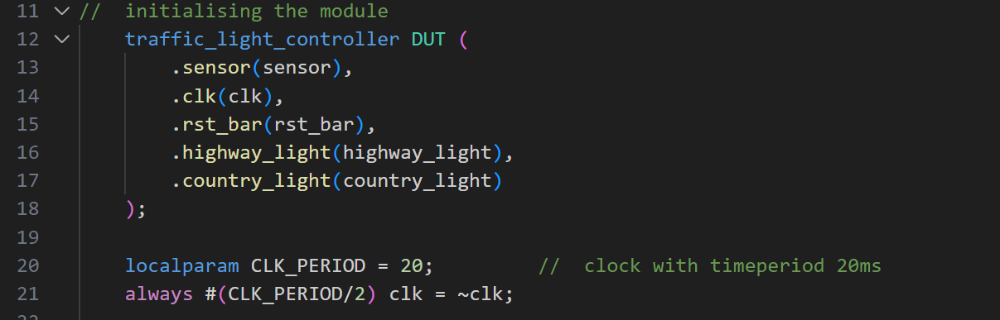 11 // initialising the module
12 traffic_light_controller DUT (
13 .sensor(sensor),
14 .clk(clk),
15 .rst_bar(rst_bar),
16 .highway_light(highway_light),
17 .country_light(country_light)
18 );
19
20 localparam CLK_PERIOD = 20; // clock with timeperiod 20ms
21 always #(CLK_PERIOD/2) clk = ~clk;